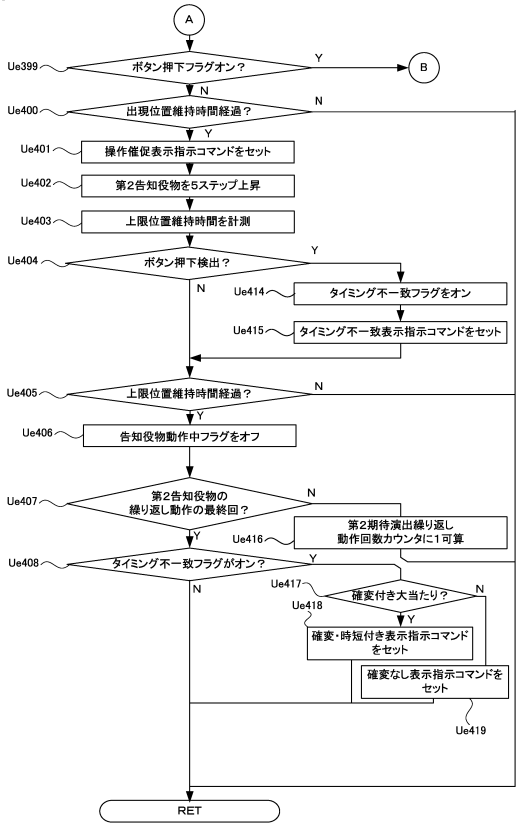 A
Ue399
ボタン押下フラグオン？
Y
B
N
Ue400
出現位置維持時間経過？
N
Y
Ue401
操作催促表示指示コマンドをセット
Ue402
第2告知役物を5ステップ上昇
Ue403
上限位置維持時間を計測
Ue404
ボタン押下検出？
Y
N
Ue414
タイミング不一致フラグをオン
Ue415
タイミング不一致表示指示コマンドをセット
Ue405
上限位置維持時間経過？
N
Y
Ue406
告知役物動作中フラグをオフ
Ue407
第2告知役物の
繰り返し動作の最終回？
N
Y
Ue416
第2期待演出繰り返し
動作回数カウンタに1可算
Ue408
タイミング不一致フラグがオン？
Y
N
Ue417
確変付き大当たり？
N
Y
Ue418
確変・時短付き表示指示コマンド
をセット
確変なし表示指示コマンドを
セット
Ue419
RET